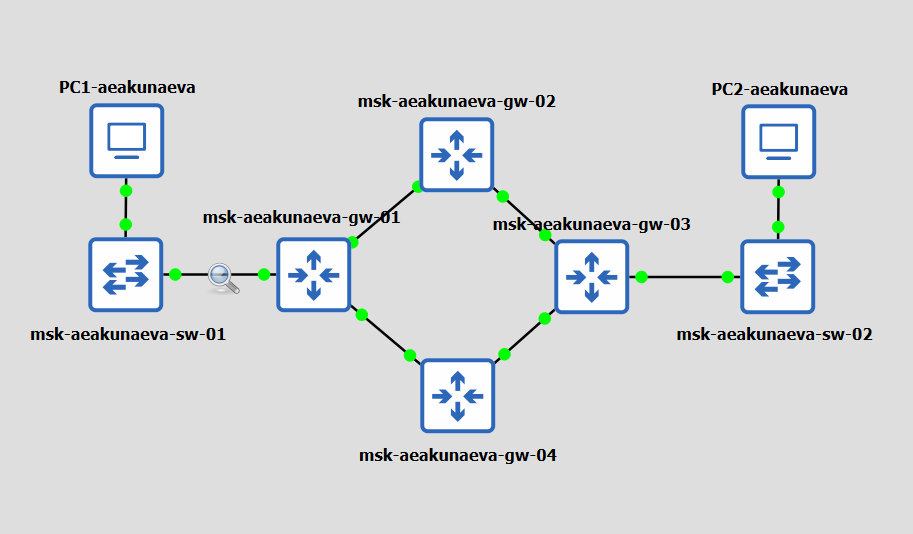 PC1-aeakunaeva
PC2-aeakunaeva
msk-aeakunaeva-gw-02
msk-aeakunaeva-gw-01
msk-aeakunaeva-gw-03
msk-aeakunaeva-sw-01
msk-aeakunaeva-sw-02
msk-aeakunaeva-gw-04